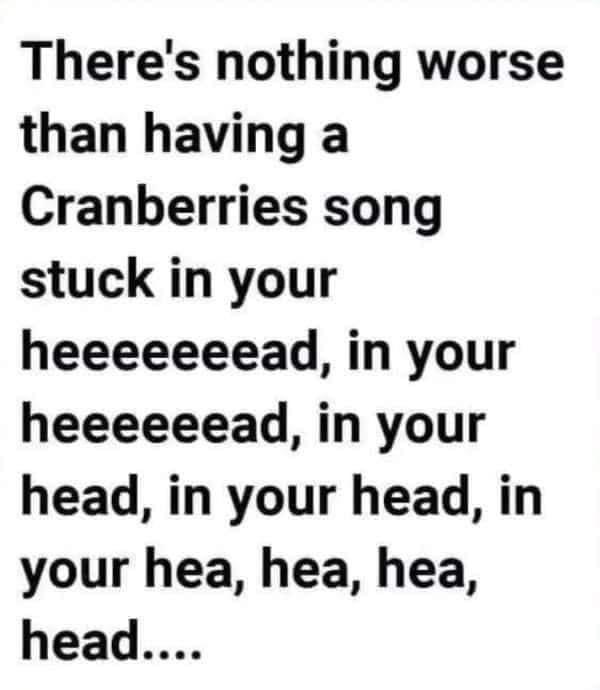 There's nothing worse
than having a
Cranberries song
stuck in your
heeeeeeead, in your
heeeeeead, in your
head, in your head, in
your hea, hea, hea,
head....